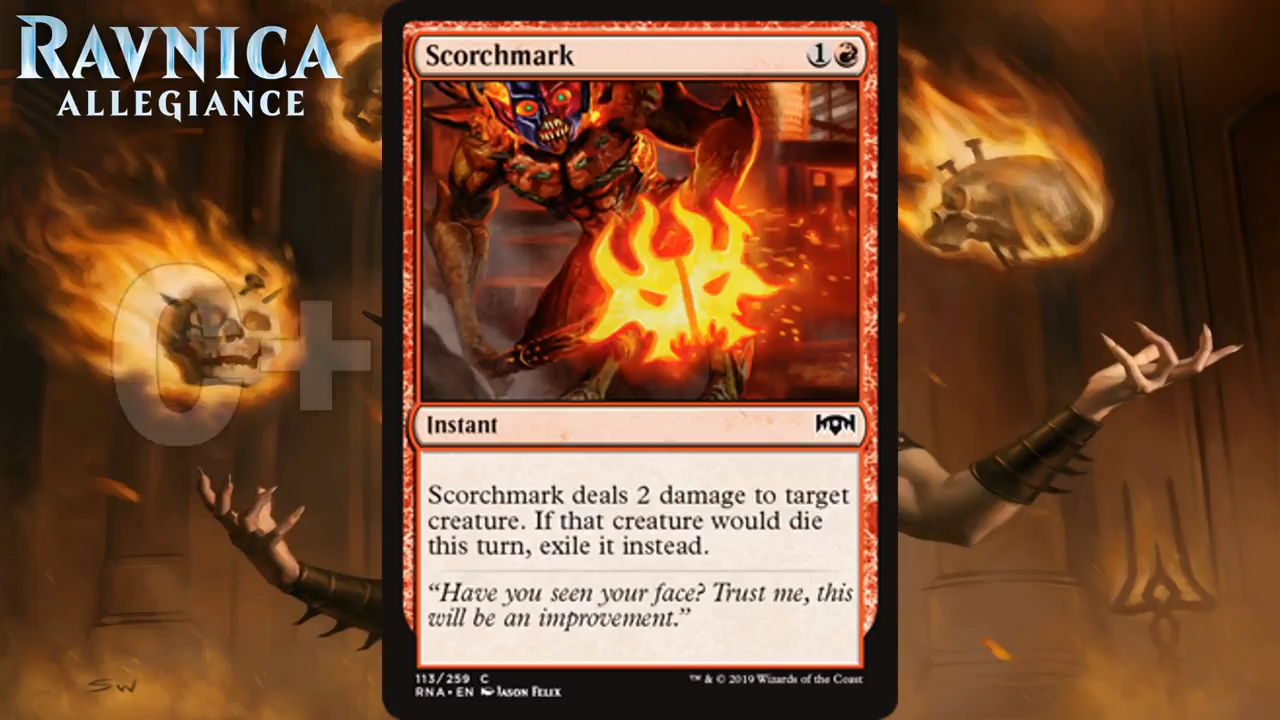 RAVNICA
ALLEGIANCE
C+
Scorchmark
1
Instant
Scorchmark deals 2 damage to target
creature. If that creature would die
this turn, exile it instead.
“Have you seen your face? Trust me, this
will be an improvement.”
113/259 C
RNA • EN Jason Felix
™ & © 2019 Wizards of the Coast
SW